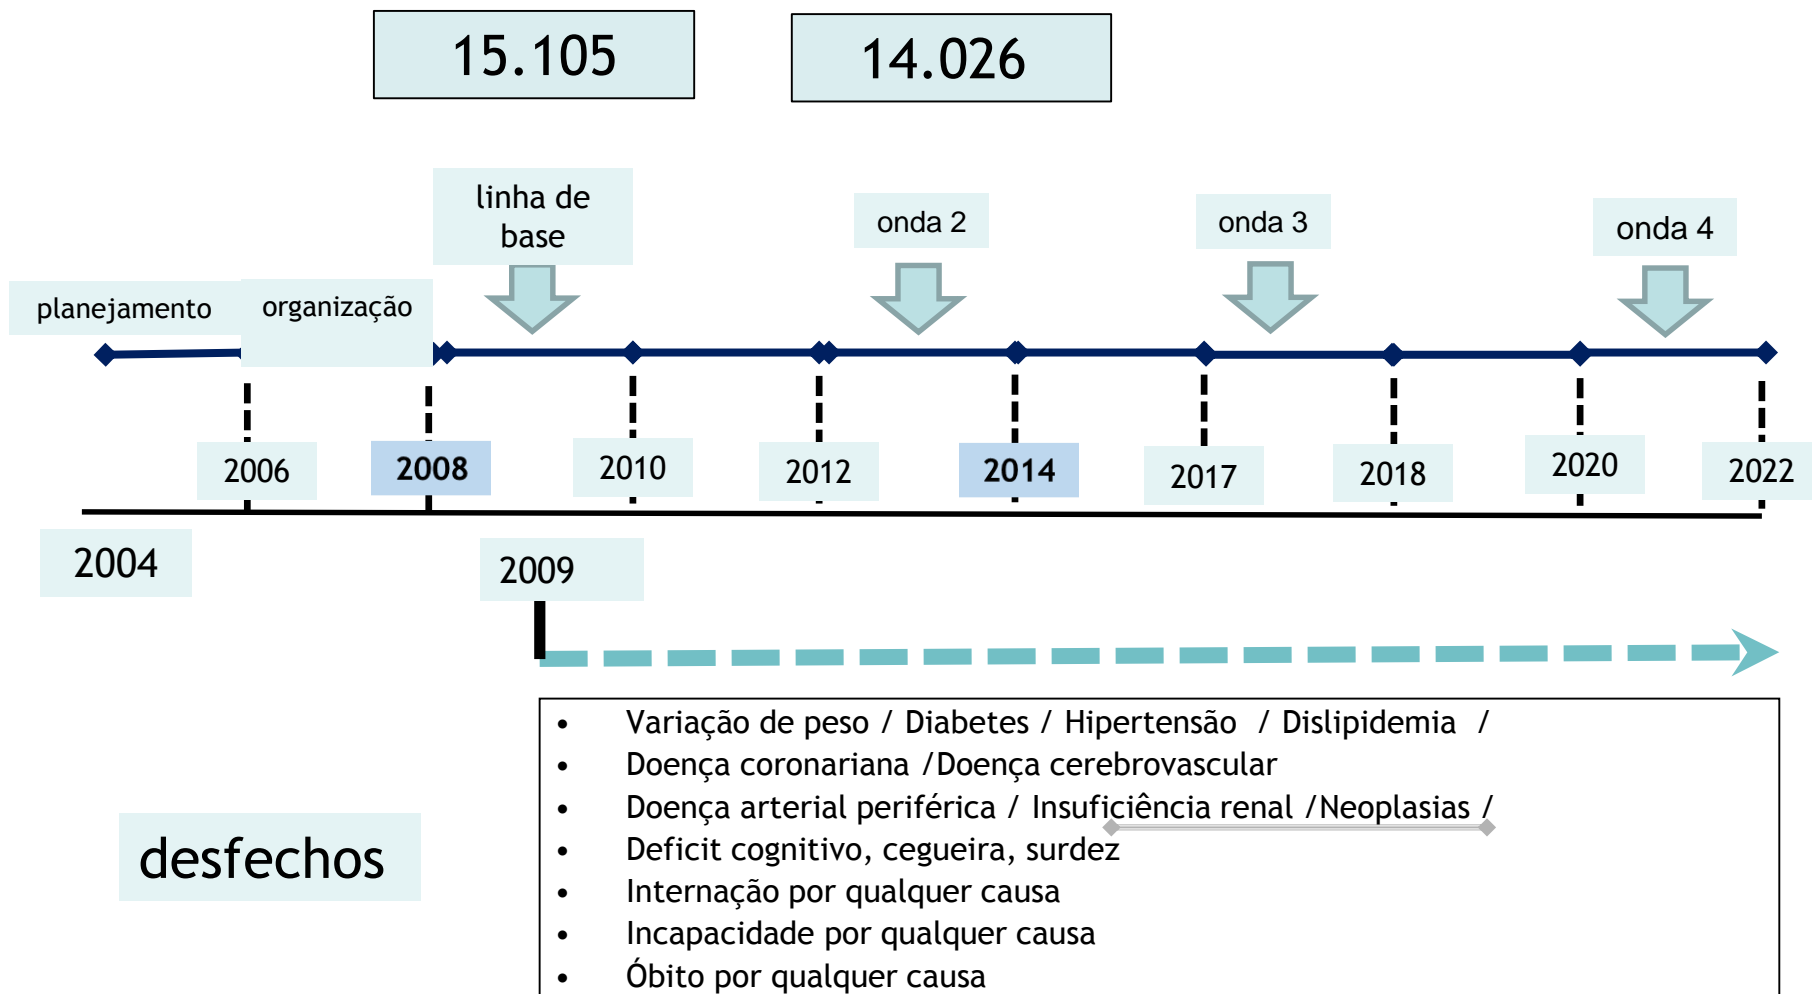 15.105
14.026
linha de
base
onda 2
onda 3
onda 4
planejamento
organização
2006
2008
2010
2012
2014
2017
2018
2020
2022
2004
2009
desfechos
• Variação de peso / Diabetes / Hipertensão / Dislipidemia /
• Doença coronariana /Doença cerebrovascular
• Doença arterial periférica / Insuficiência renal /Neoplasias /
• Deficit cognitivo, cegueira, surdez
• Internação por qualquer causa
• Incapacidade por qualquer causa
• Óbito por qualquer causa